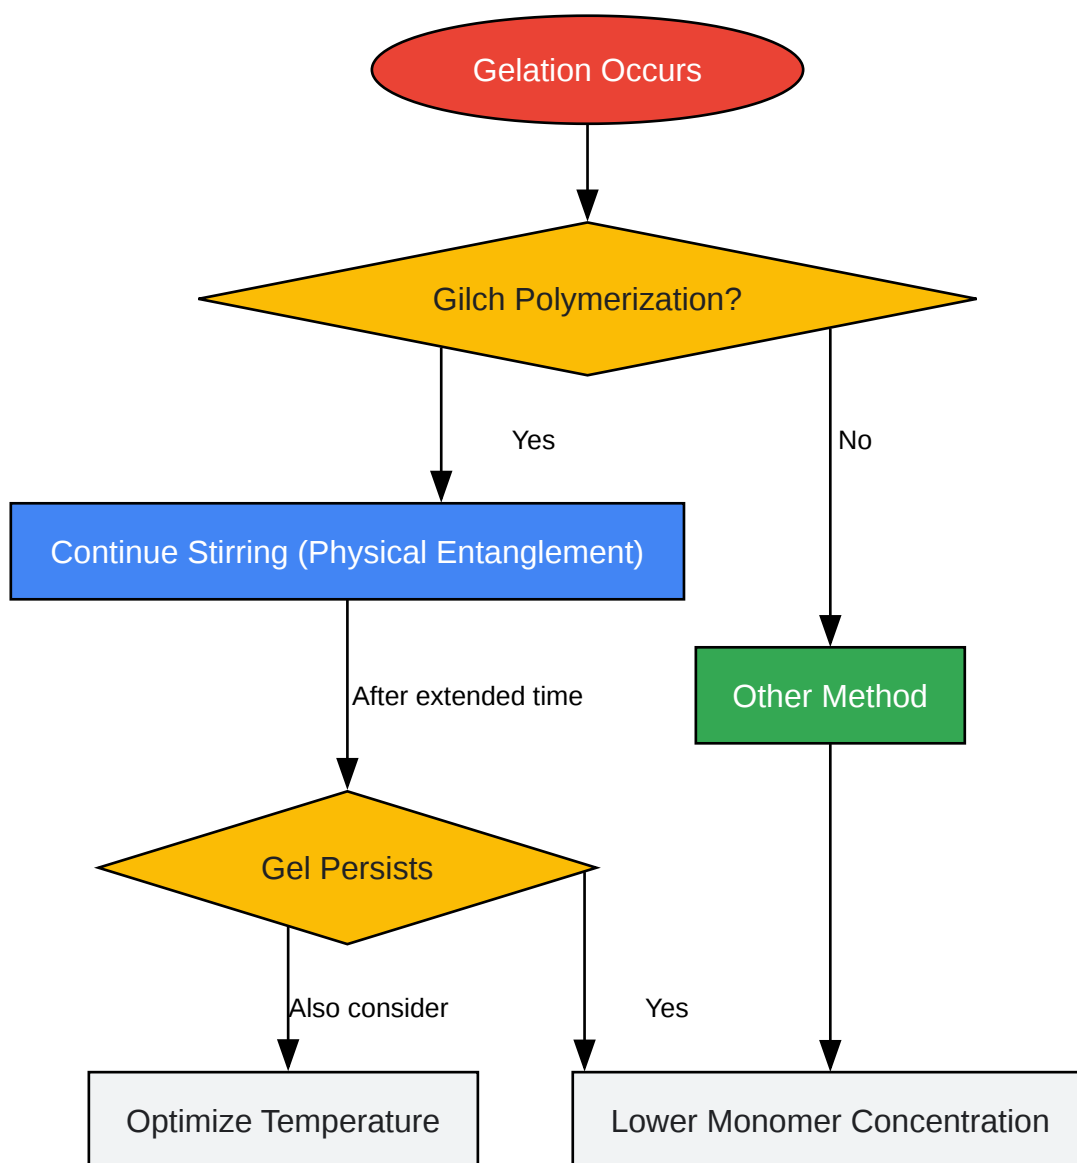 Gelation Occurs
Gilch Polymerization?
Yes
No
Continue Stirring (Physical Entanglement)
After extended time
Other Method
Gel Persists
Also consider
Yes
Optimize Temperature
Lower Monomer Concentration